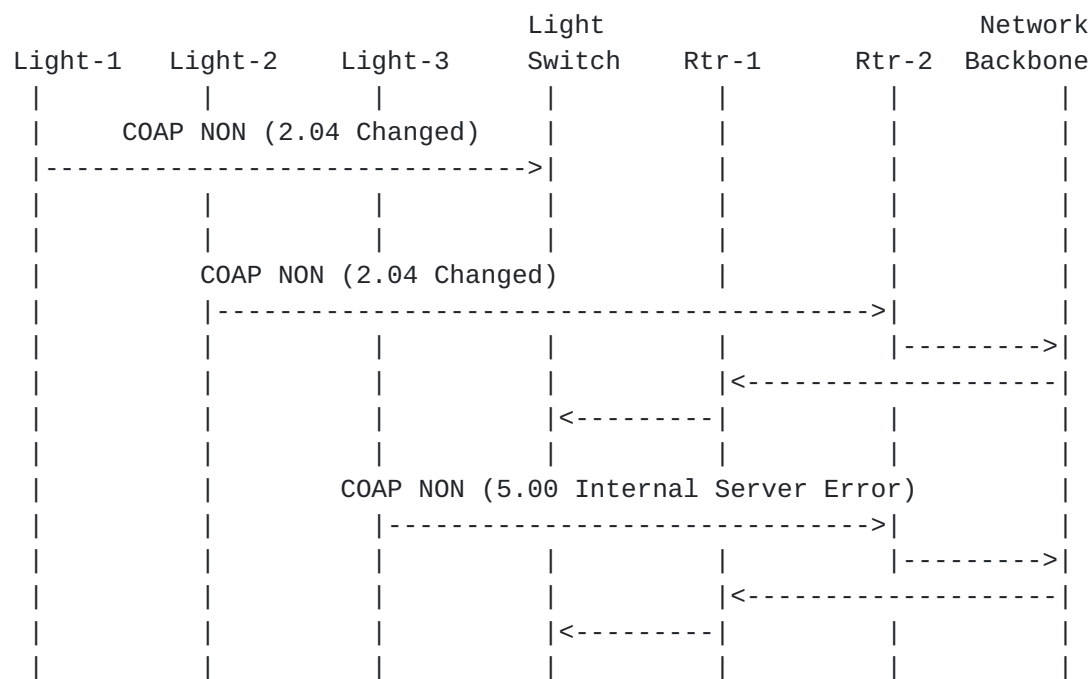 Light Network
Light-1 Light-2 Light-3 Switch Rtr-1 Rtr-2 Backbone
COAP NON (2.04 Changed)
COAP NON (2.04 Changed)
COAP NON (5.00 Internal Server Error)